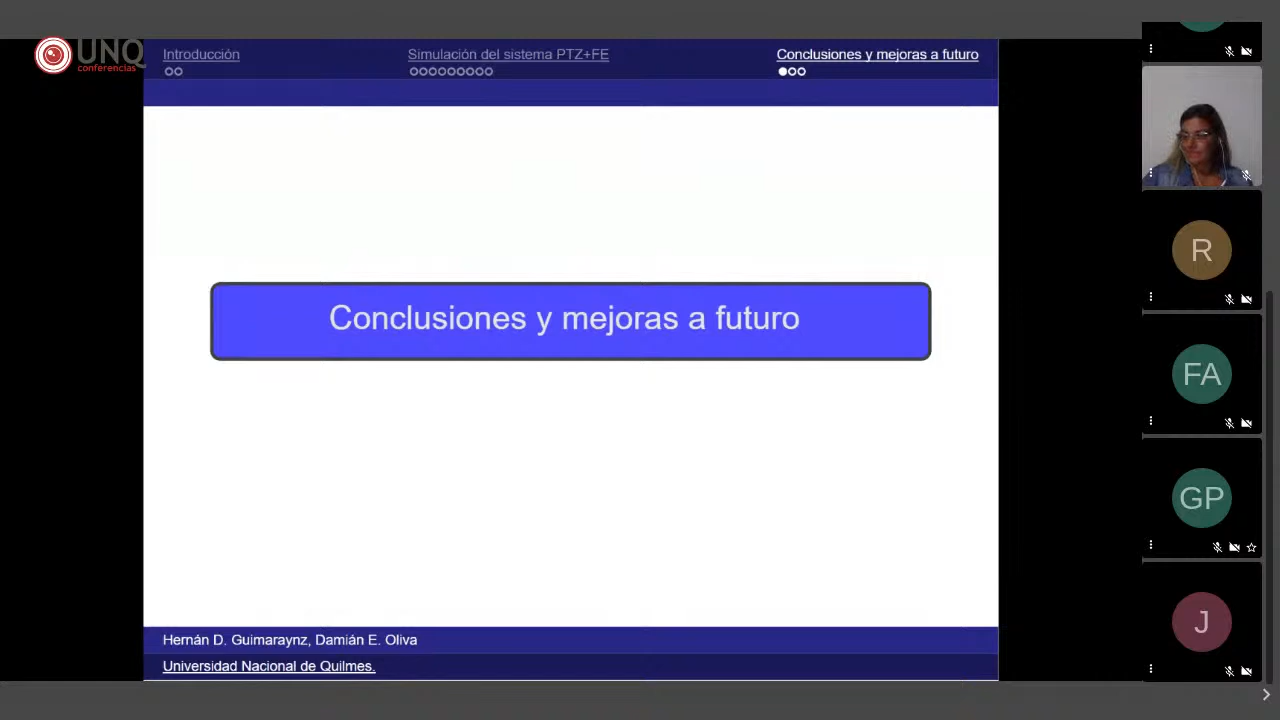 UNQ
conferencias
Introducción
Simulación del sistema PTZ+FE
Conclusiones y mejoras a futuro
Conclusiones y mejoras a futuro
Hernán D. Guimaraynz, Damián E. Oliva
Universidad Nacional de Quilmes.
R
FA
GP
J